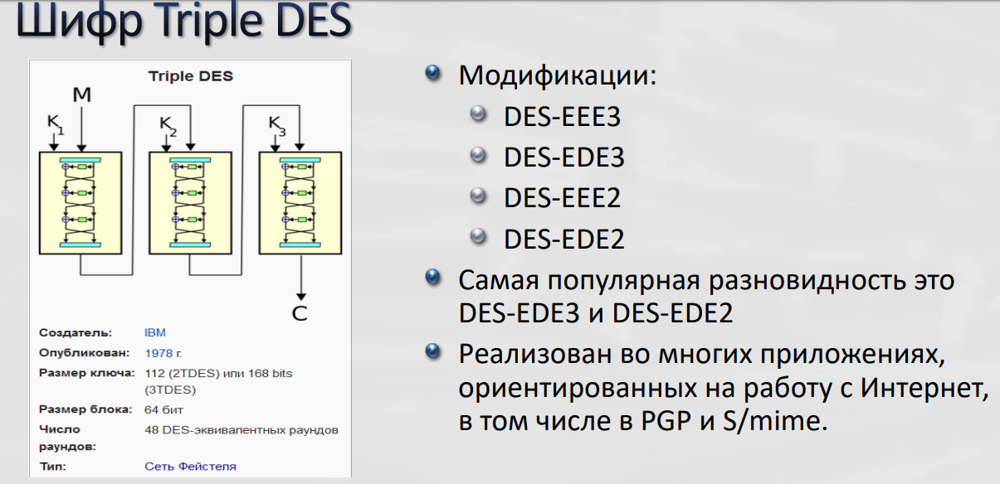 Шифр Triple DES
Triple DES
M
K1
K2
K3
C
Создатель: IBM
Опубликован: 1978 г.
Размер ключа: 112 (2TDES) или 168 bits
(3TDES)
Размер блока: 64 бит
Число 48 DES-эквивалентных раундов
раундов:
Тип: Сеть Фейстеля
Модификации:
DES-EEE3
DES-EDE3
DES-EEE2
DES-EDE2
Самая популярная разновидность это
DES-EDE3 и DES-EDE2
Реализован во многих приложениях,
ориентированных на работу с Интернет,
в том числе в PGP и S/mime.